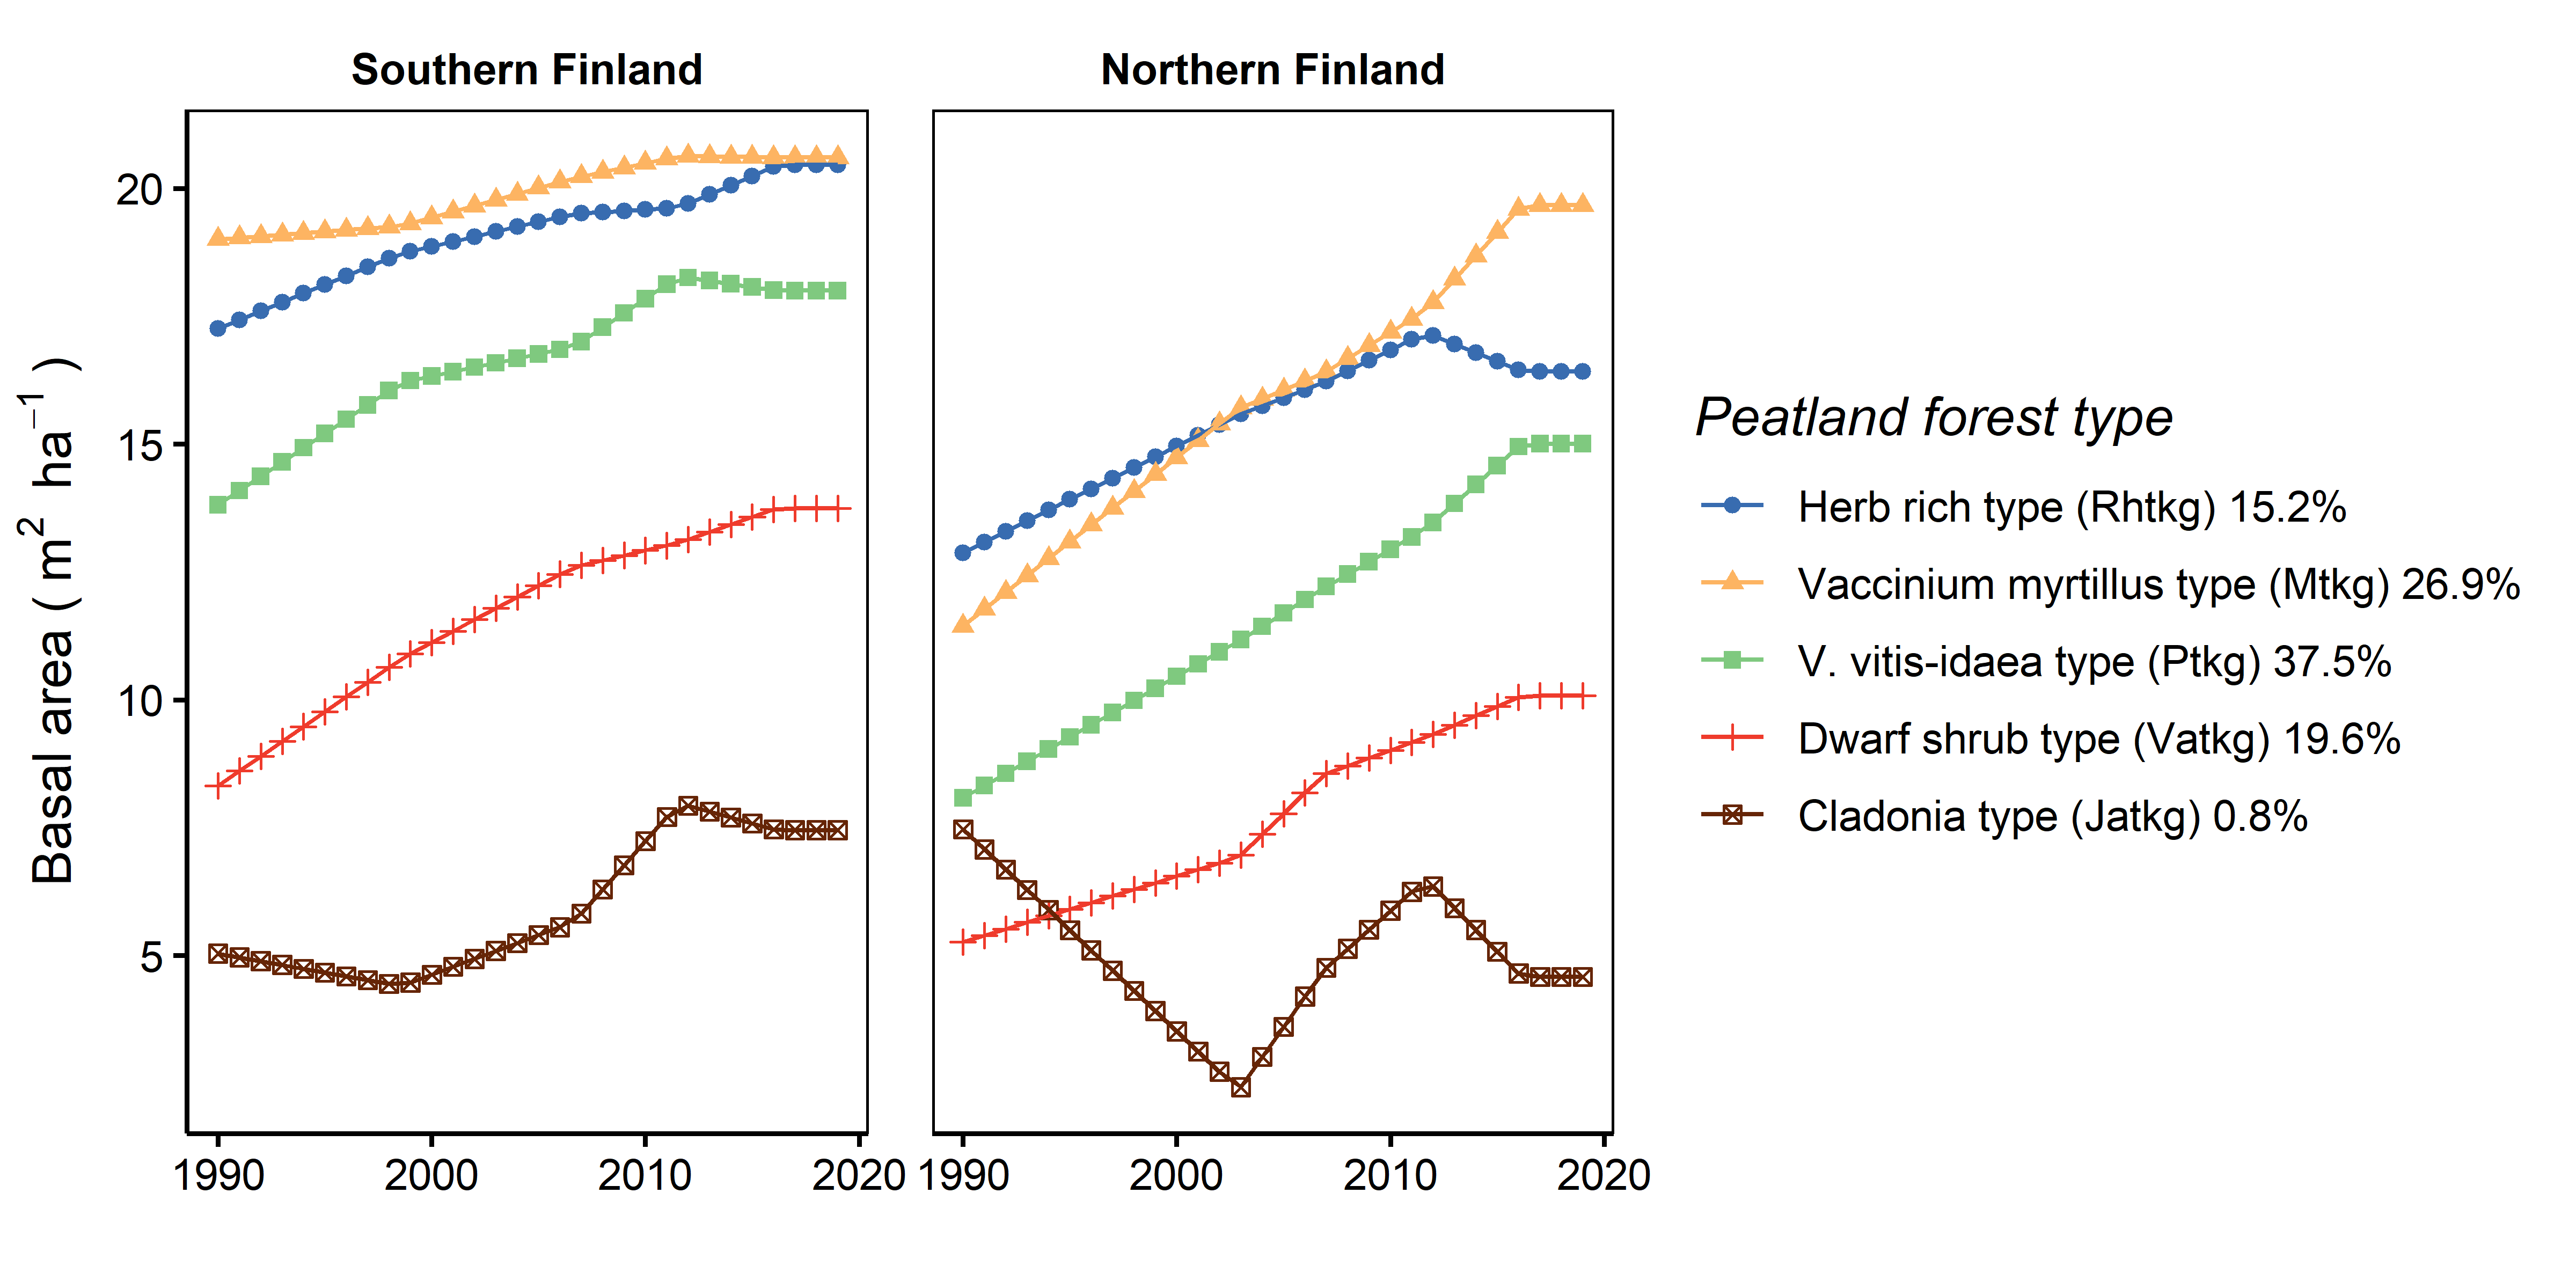 Southern Finland
Northern Finland
Basal area ( m² ha⁻¹ )
20
15
10
5
1990 2000 2010 2020
1990 2000 2010 2020
Peatland forest type
Herb rich type (Rhtkg) 15.2%
Vaccinium myrtillus type (Mtkg) 26.9%
V. vitis-idaea type (Ptkg) 37.5%
Dwarf shrub type (Vatkg) 19.6%
Cladonia type (Jatkg) 0.8%